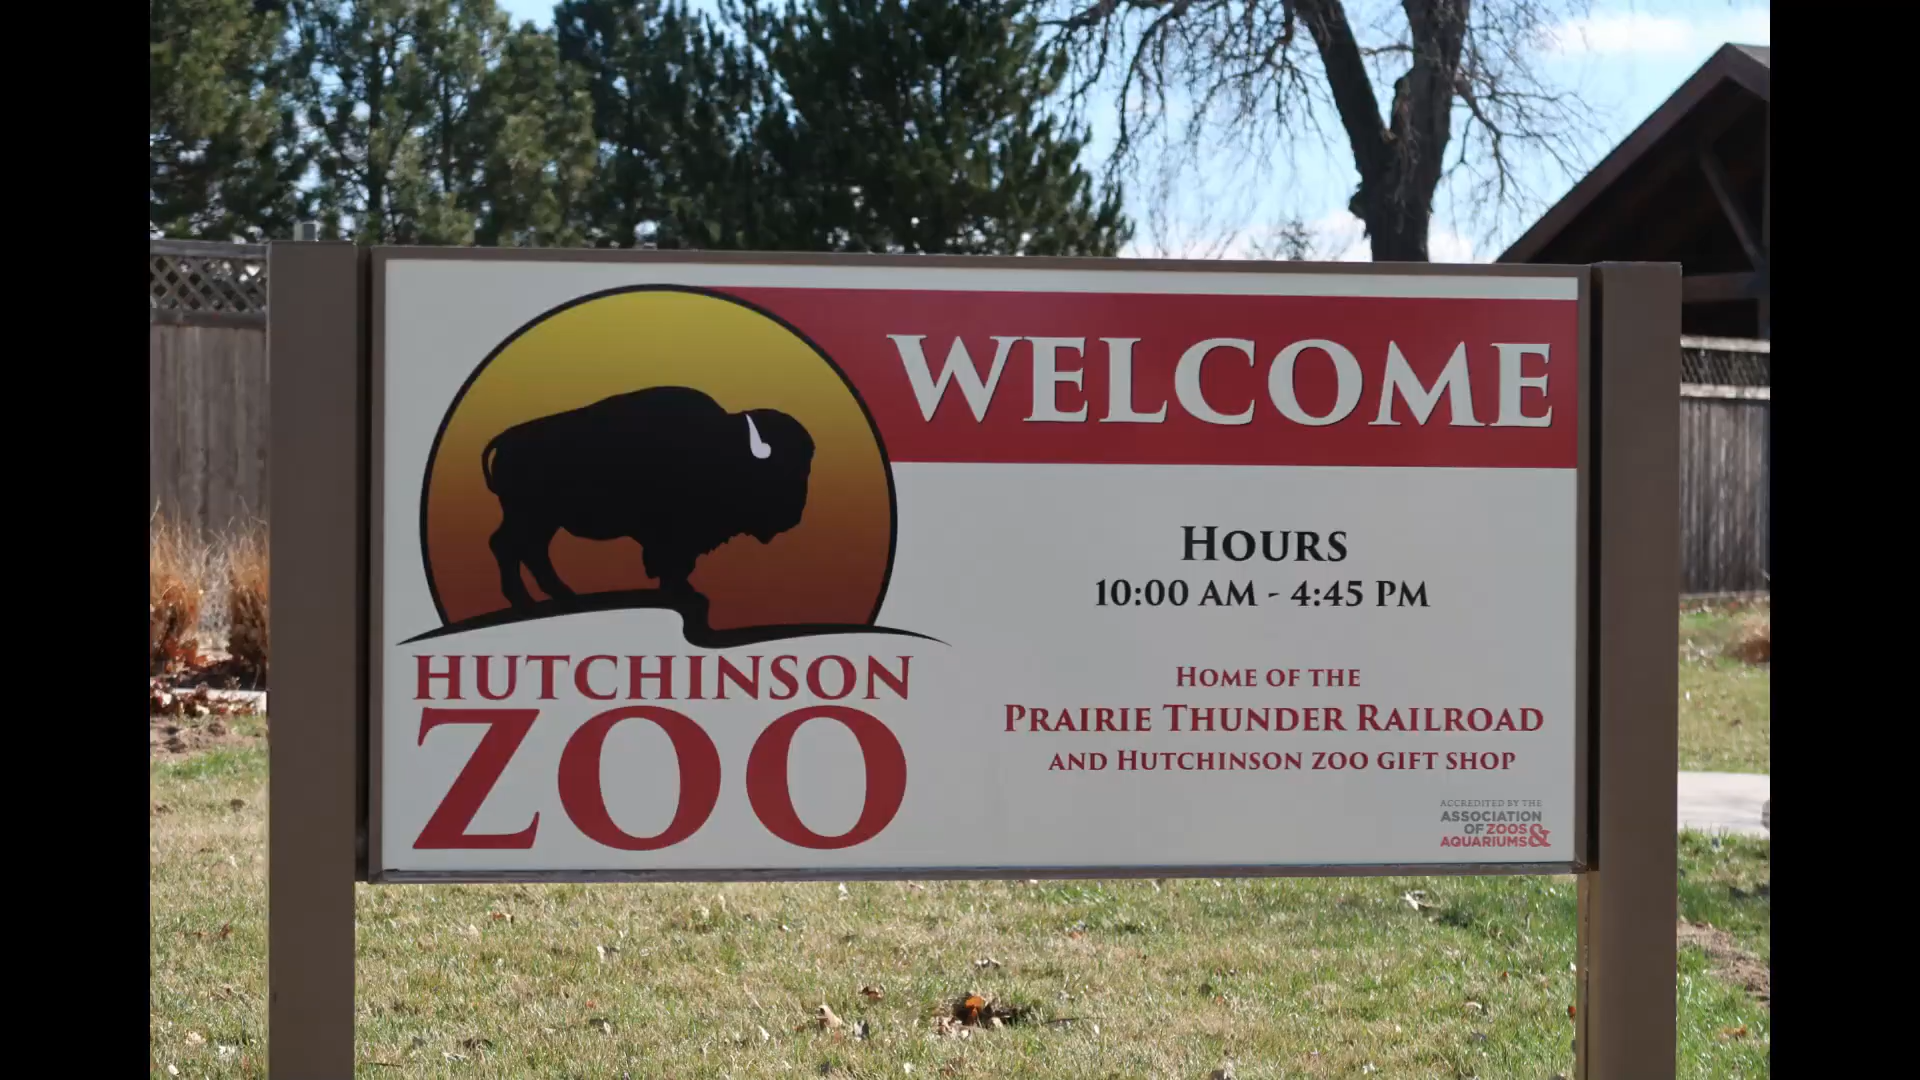 WELCOME
HUTCHINSON
ZOO
HOURS
10:00 AM - 4:45 PM
HOME OF THE
PRAIRIE THUNDER RAILROAD
AND HUTCHINSON ZOO GIFT SHOP
ACCREDITED BY THE
ASSOCIATION
OF ZOOS &
AQUARIUMS